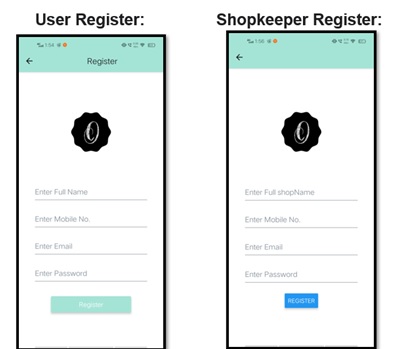 User Register:
Shopkeeper Register:
1:54
Register
Enter Full Name
Enter Mobile No.
Enter Email
Enter Password
Register
1:56
Enter Full shopName
Enter Mobile No.
Enter Email
Enter Password
REGISTER